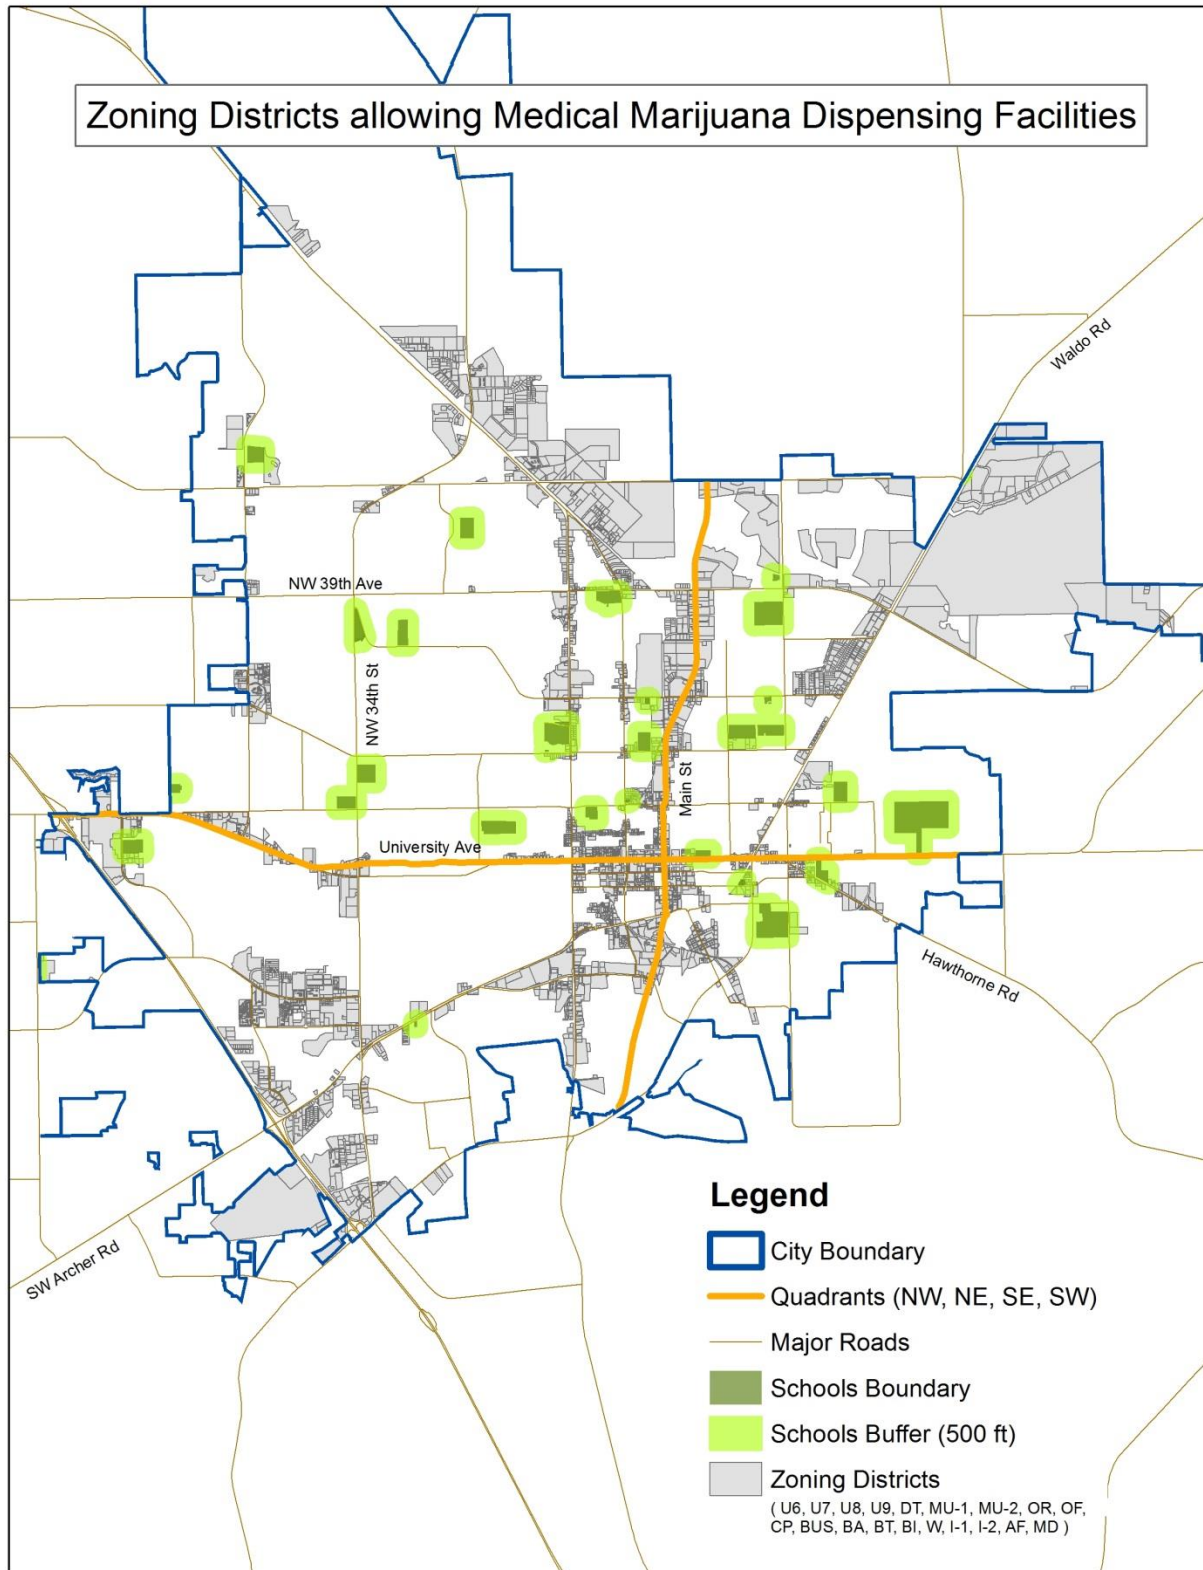 Zoning Districts allowing Medical Marijuana Dispensing Facilities
Waldo Rd
NW 39th Ave
NW 34th St
Main St
University Ave
Hawthorne Rd
SW Archer Rd
Legend
City Boundary
Quadrants (NW, NE, SE, SW)
Major Roads
Schools Boundary
Schools Buffer (500 ft)
Zoning Districts
( U6, U7, U8, U9, DT, MU-1, MU-2, OR, OF,
CP, BUS, BA, BT, BI, W, I-1, I-2, AF, MD )